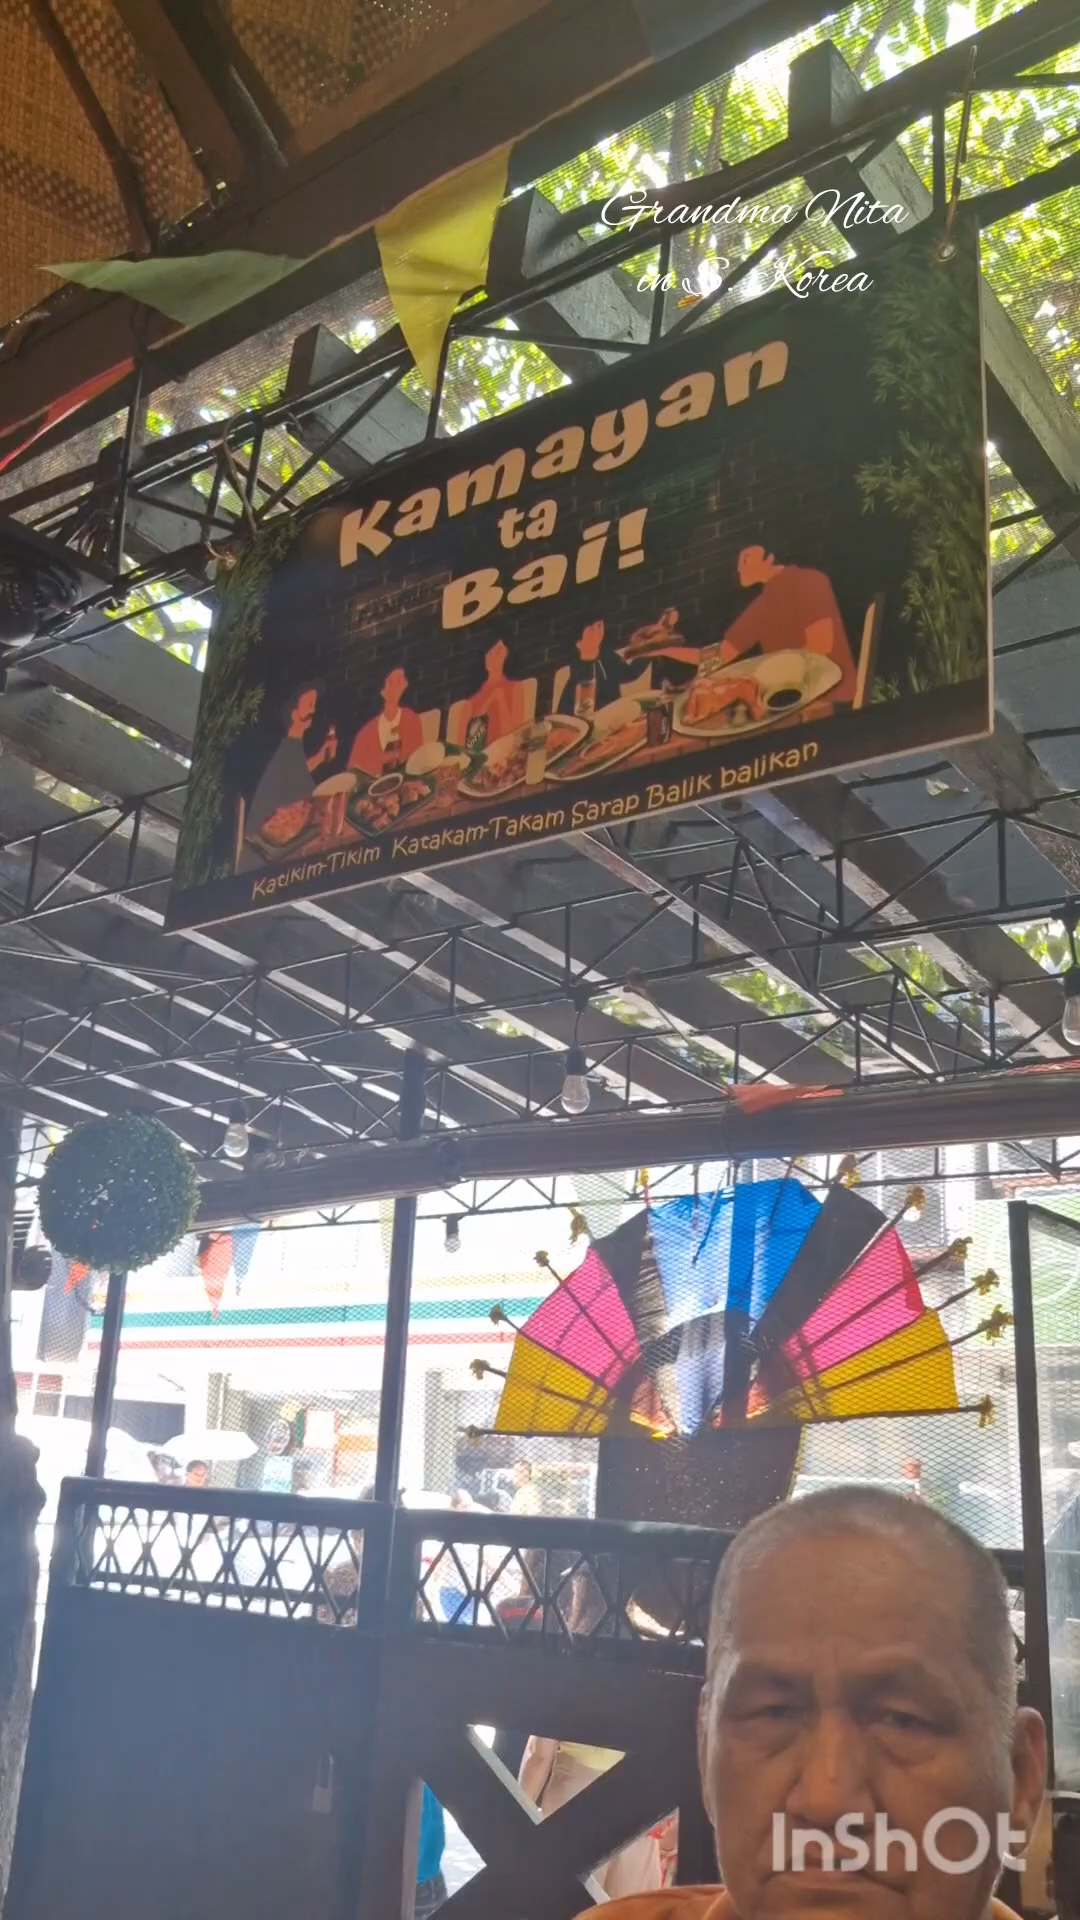 Grandma Nita
in S. Korea
Kamayan
ta
Bai!
Katikim-Tikim Katakam-Takam Sarap Balik balikan
InShOt